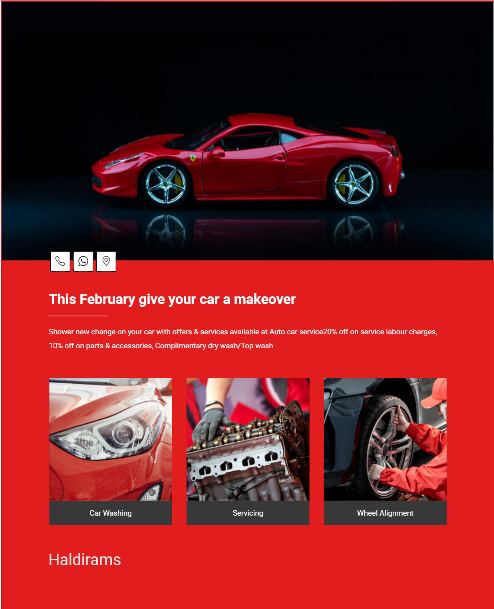 This February give your car a makeover
Shower new change on your car with offers & services available at Auto car service20% off on service labour charges,
10% off on parts & accessories, Complimentary dry wash/Top wash
Car Washing
Servicing
Wheel Alignment
Haldirams